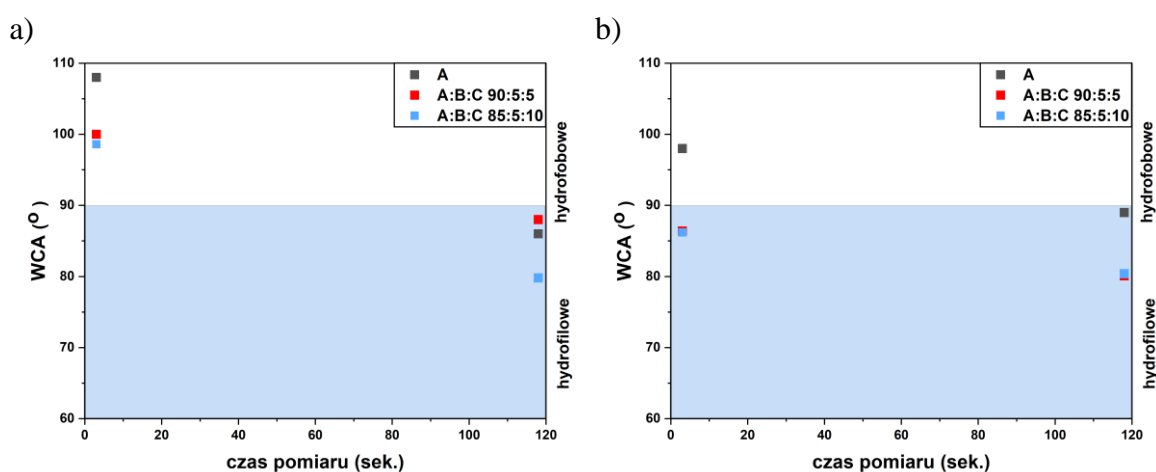 a)
110
100
90
80
70
60
WCA (°)
0 20 40 60 80 100 120
czas pomiaru (sek.)
A
A:B:C 90:5:5
A:B:C 85:5:10
hydrofobowe
hydrofilowe
b)
110
100
90
80
70
60
WCA (°)
0 20 40 60 80 100 120
czas pomiaru (sek.)
A
A:B:C 90:5:5
A:B:C 85:5:10
hydrofobowe
hydrofilowe